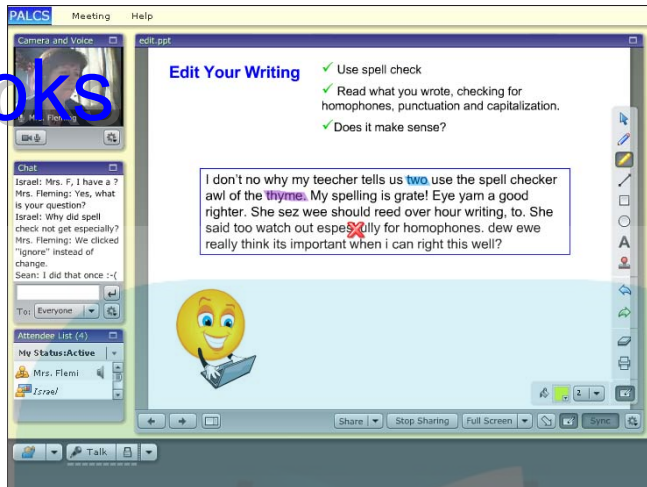 PALCS Meeting Help
Camera and Voice
oks
Mrs. Fleming
Chat
Israel: Mrs. F, I have a ?
Mrs. Fleming: Yes, what
is your question?
Israel: Why did spell
check not get especially?
Mrs. Fleming: We clicked
"ignore" instead of
change.
Sean: I did that once :-(
To: Everyone
Attendee List (4)
My Status:Active
Mrs. Flemi
Israel
edit.ppt
Edit Your Writing
✓ Use spell check
✓ Read what you wrote, checking for
homophones, punctuation and capitalization.
✓Does it make sense?
I don't no why my teecher tells us two use the spell checker
awl of the thyme. My spelling is grate! Eye yarn a good
righter. She sez wee should reed over hour writing, to. She
said too watch out espesully for homophones. dew ewe
really think its important when i can right this well?
A
2
Share Stop Sharing Full Screen Sync
Talk